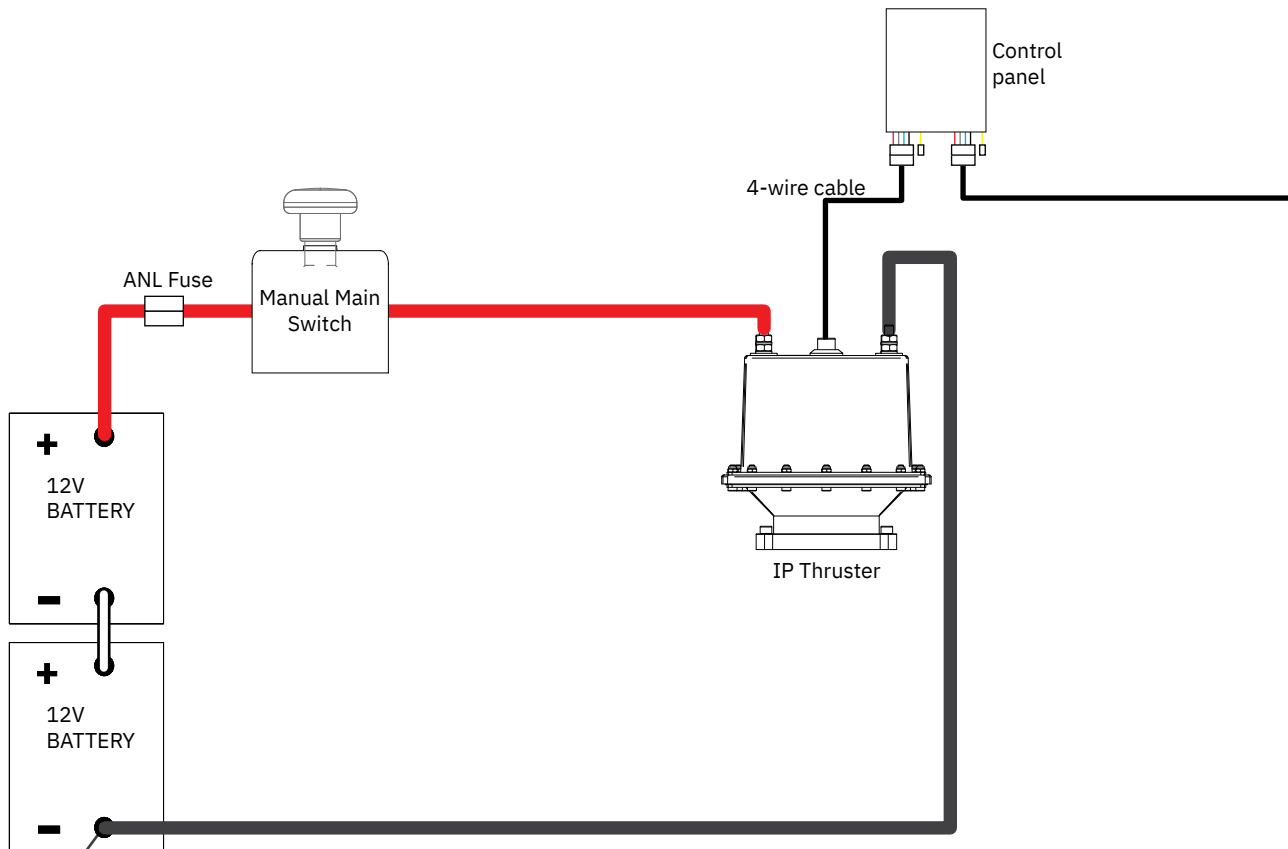 Control
panel
4-wire cable
ANL Fuse
Manual Main
Switch
+
12V
BATTERY
-
IP Thruster
+
12V
BATTERY
-